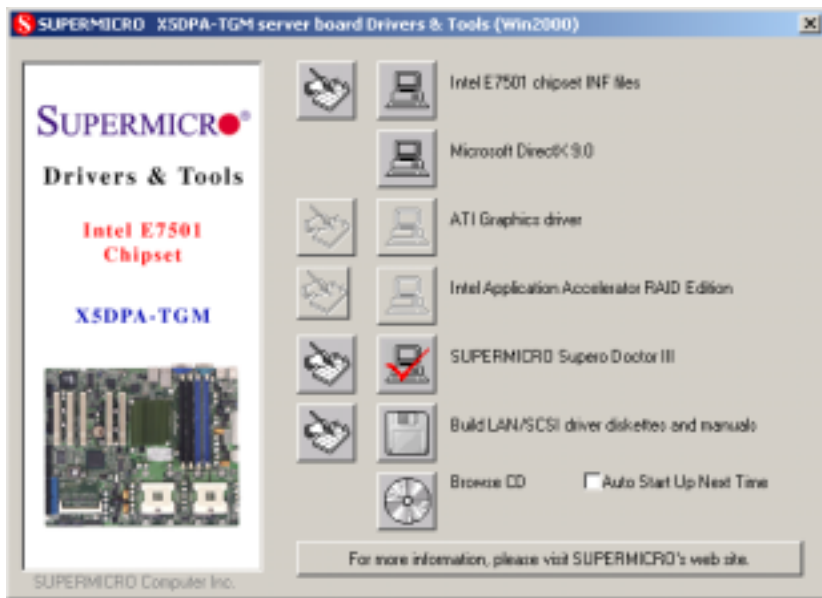 SUPERMICRO X5DPA-TGM server board Drivers & Tools (Win2000)
SUPERMICRO®
Drivers & Tools
Intel E7501
Chipset
X5DPA-TGM
SUPERMICRO Computer Inc.
Intel E7501 chipset INF files
Microsoft DirectX 9.0
ATI Graphics driver
Intel Application Accelerator RAID Edition
SUPERMICRO Supero Doctor III
Build LAN/SCSI driver diskettes and manuals
Browse CD
Auto Start Up Next Time
For more information, please visit SUPERMICRO's web site.